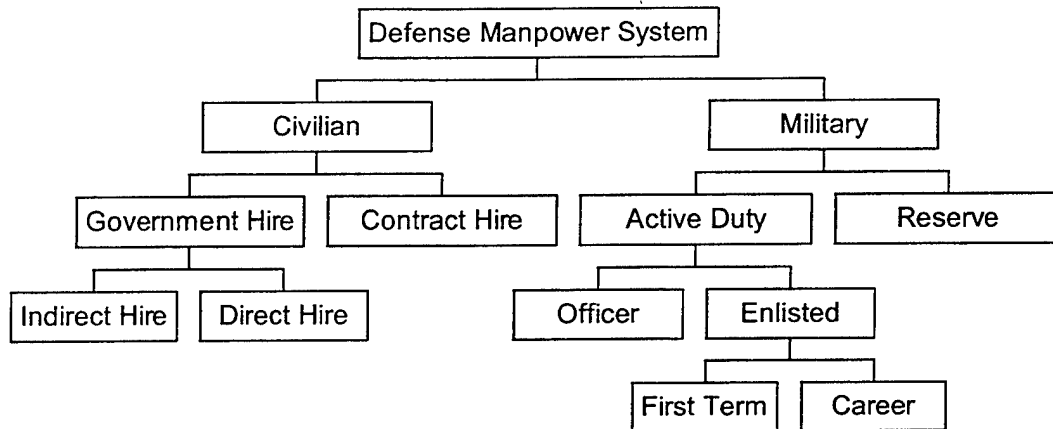 Defense Manpower System
Civilian
Military
Government Hire
Contract Hire
Active Duty
Reserve
Indirect Hire
Direct Hire
Officer
Enlisted
First Term
Career